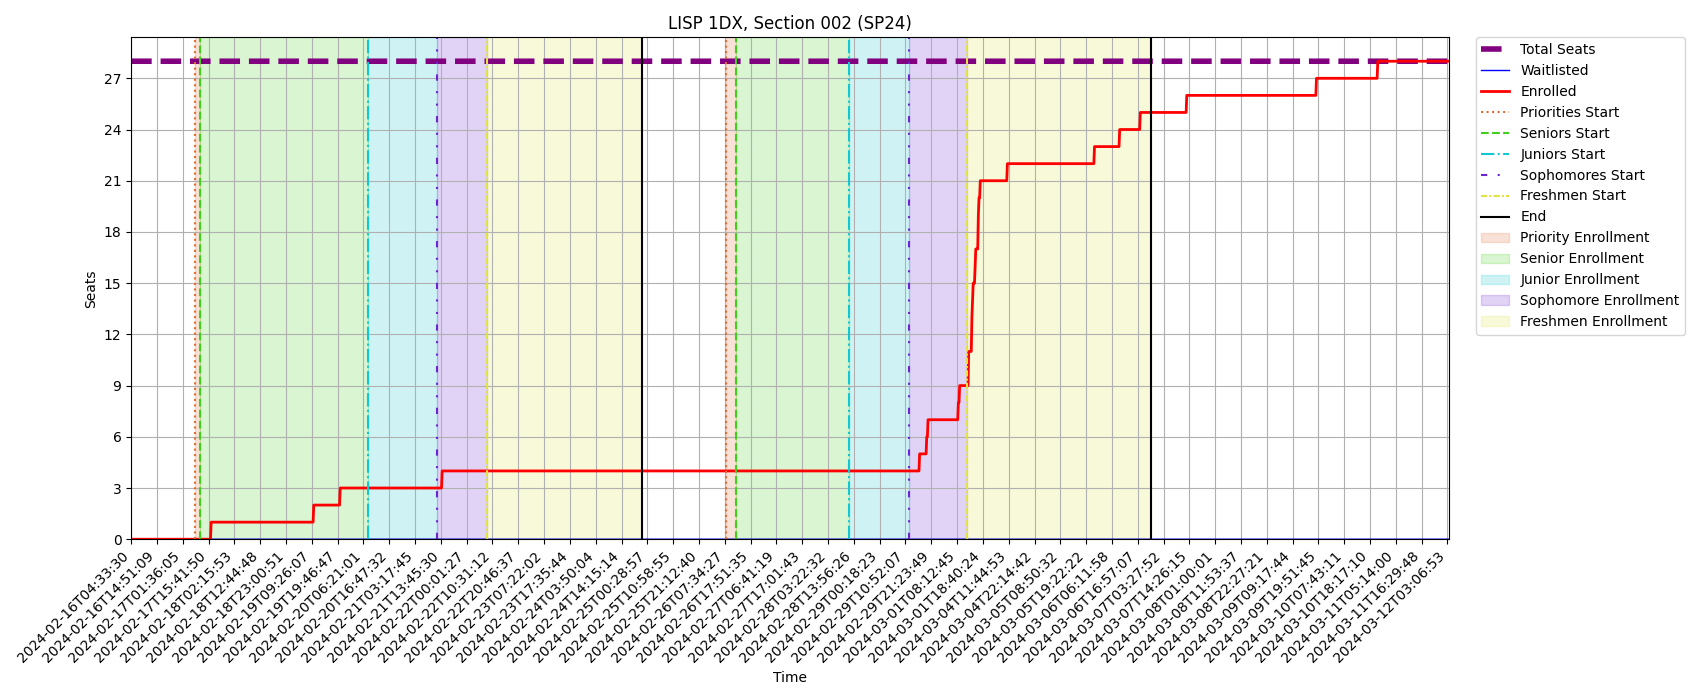 LISP 1DX, Section 002 (SP24)
Total Seats
Waitlisted
Enrolled
Priorities Start
Seniors Start
Juniors Start
Sophomores Start
Freshmen Start
End
Priority Enrollment
Senior Enrollment
Junior Enrollment
Sophomore Enrollment
Freshmen Enrollment
Seats
27
24
21
18
15
12
9
6
3
0
2024-02-16T04:33:30
2024-02-16T14:51:09
2024-02-17T01:36:05
2024-02-17T15:41:50
2024-02-18T02:15:53
2024-02-18T12:44:48
2024-02-18T23:00:51
2024-02-19T09:26:07
2024-02-19T19:46:47
2024-02-20T06:21:01
2024-02-20T16:47:32
2024-02-21T03:17:45
2024-02-21T13:45:30
2024-02-22T00:01:27
2024-02-22T10:31:12
2024-02-22T20:46:37
2024-02-23T07:22:02
2024-02-23T17:35:44
2024-02-24T03:50:04
2024-02-24T14:15:14
2024-02-25T00:28:57
2024-02-25T10:58:55
2024-02-25T21:12:40
2024-02-26T07:34:27
2024-02-26T17:51:35
2024-02-27T06:41:19
2024-02-27T17:01:43
2024-02-28T03:22:32
2024-02-28T13:56:26
2024-02-29T00:18:23
2024-02-29T10:52:07
2024-02-29T21:23:49
2024-03-01T08:12:45
2024-03-01T18:40:24
2024-03-04T11:44:53
2024-03-04T22:14:42
2024-03-05T08:50:32
2024-03-05T19:22:22
2024-03-06T06:11:58
2024-03-06T16:57:07
2024-03-07T03:27:52
2024-03-07T14:26:15
2024-03-08T01:00:01
2024-03-08T11:53:37
2024-03-08T22:27:21
2024-03-09T09:17:44
2024-03-09T19:51:45
2024-03-10T07:43:11
2024-03-10T18:17:10
2024-03-11T05:14:00
2024-03-11T16:29:48
2024-03-12T03:06:53
Time